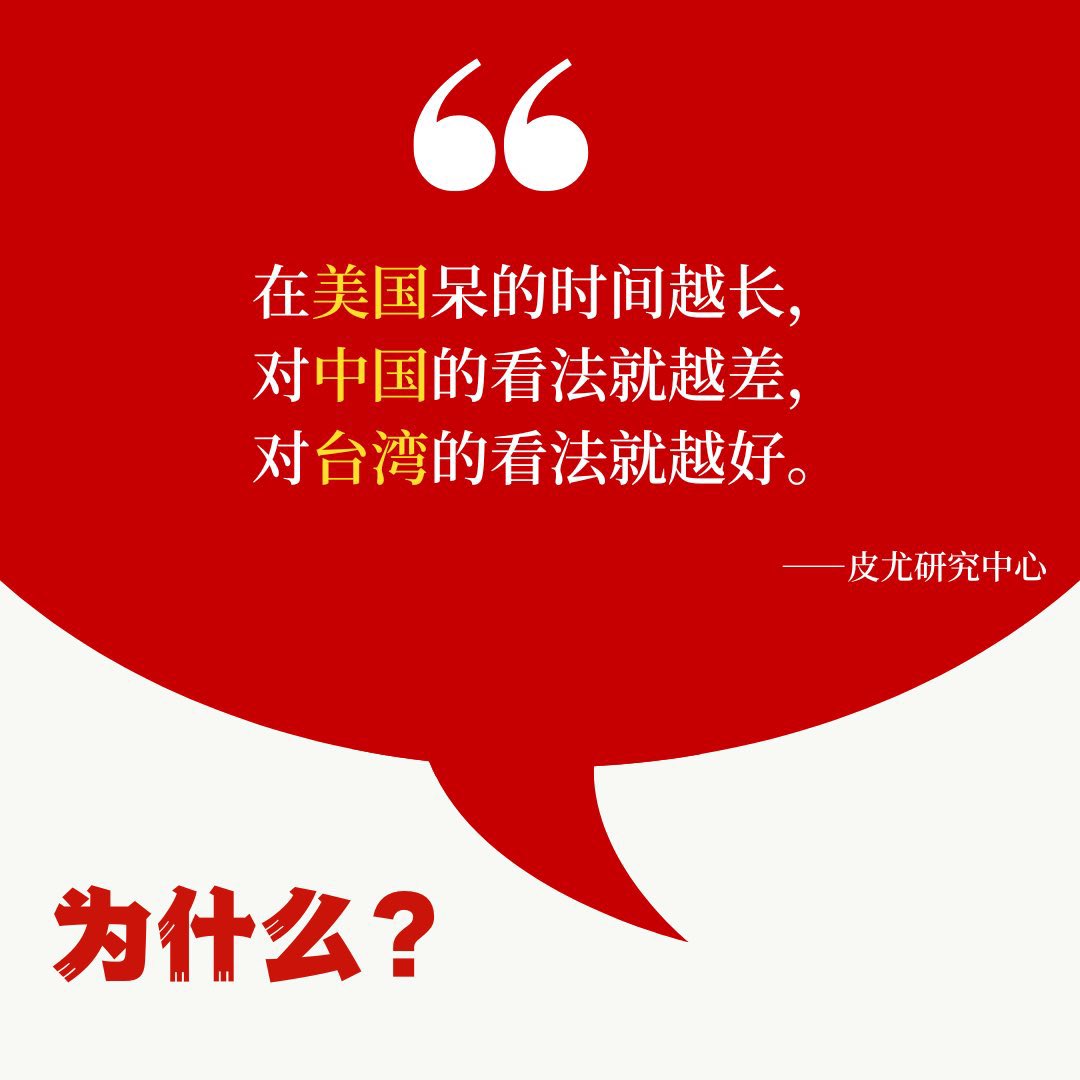 “
在美国呆的时间越长，
对中国的看法就越差，
对台湾的看法就越好。
——皮尤研究中心
为什么？